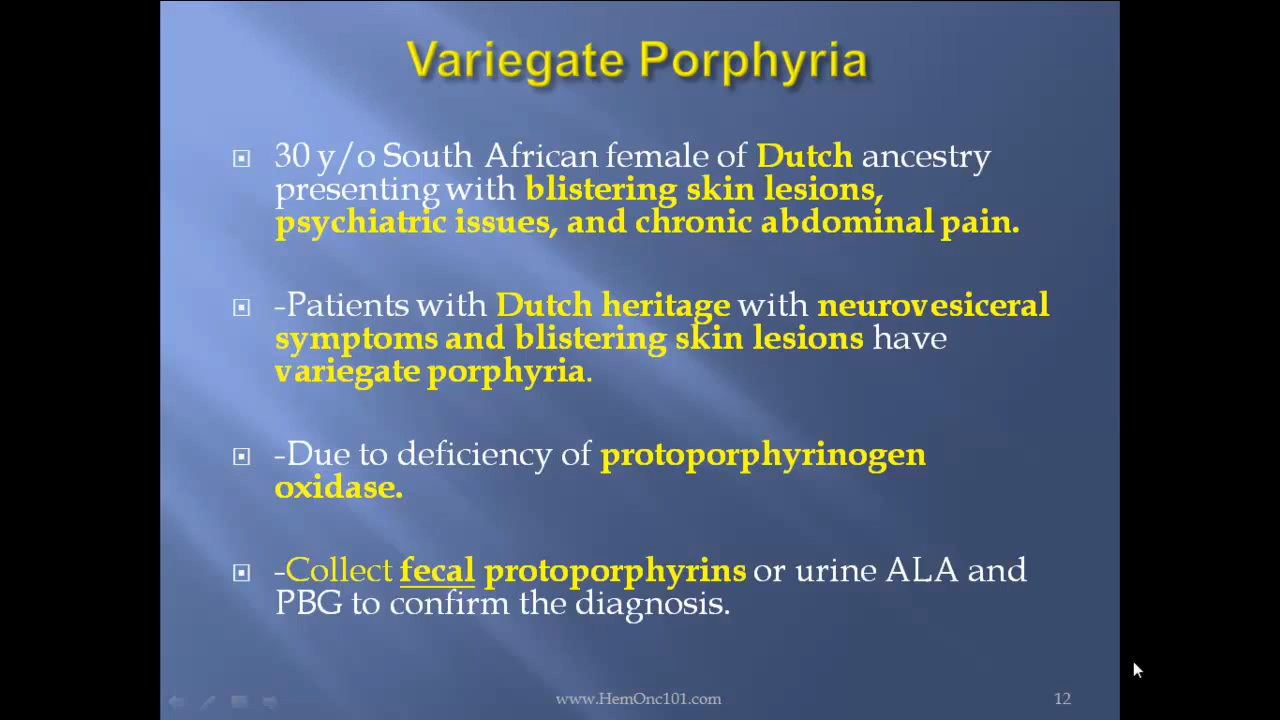 Variegate Porphyria
30 y/o South African female of Dutch ancestry
presenting with blistering skin lesions,
psychiatric issues, and chronic abdominal pain.
-Patients with Dutch heritage with neurovesiceral
symptoms and blistering skin lesions have
variegate porphyria.
-Due to deficiency of protoporphyrinogen
oxidase.
-Collect fecal protoporphyrins or urine ALA and
PBG to confirm the diagnosis.
www.HemOnc101.com 12